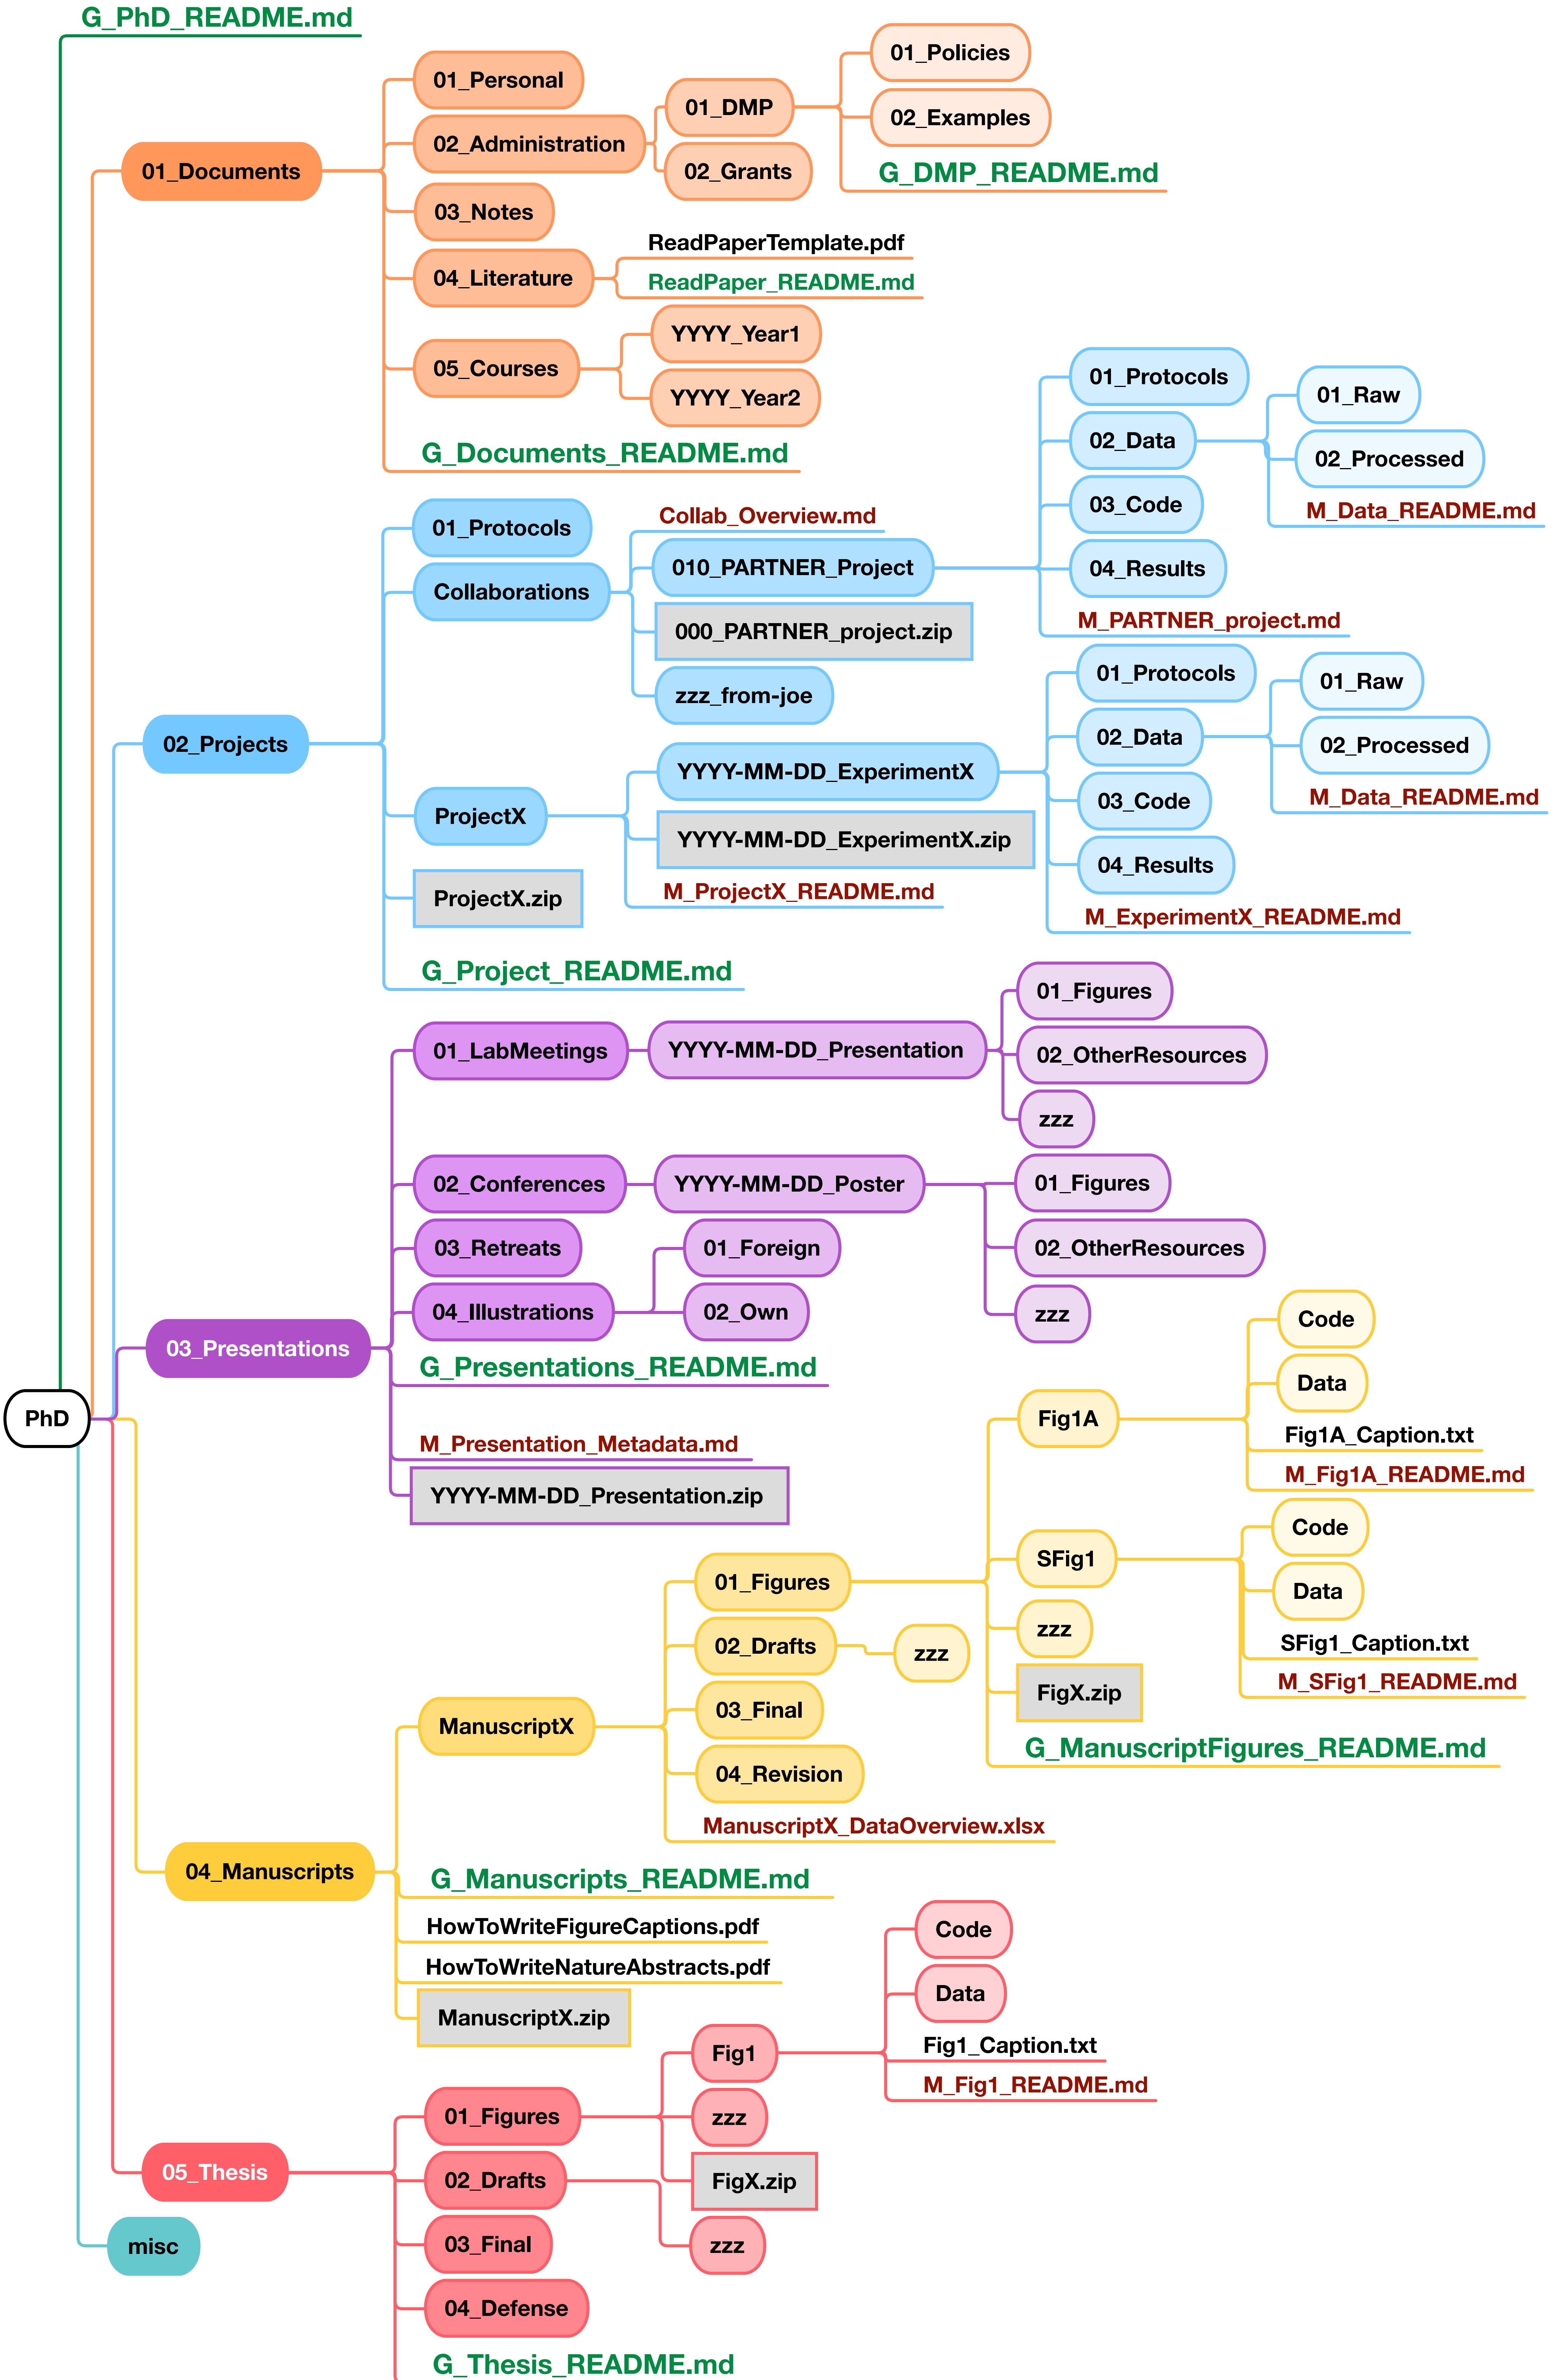 G_PhD_README.md
01_Documents
01_Personal
02_Administration
01_DMP
01_Policies
02_Examples
G_DMP_README.md
02_Grants
03_Notes
04_Literature
ReadPaperTemplate.pdf
ReadPaper_README.md
05_Courses
YYYY_Year1
YYYY_Year2
G_Documents_README.md
02_Projects
01_Protocols
Collaborations
Collab_Overview.md
010_PARTNER_Project
01_Protocols
02_Data
01_Raw
02_Processed
M_Data_README.md
03_Code
04_Results
M_PARTNER_project.md
000_PARTNER_project.zip
zzz_from-joe
ProjectX
YYYY-MM-DD_ExperimentX
01_Protocols
02_Data
01_Raw
02_Processed
M_Data_README.md
03_Code
04_Results
M_ExperimentX_README.md
YYYY-MM-DD_ExperimentX.zip
M_ProjectX_README.md
ProjectX.zip
G_Project_README.md
03_Presentations
01_LabMeetings
YYYY-MM-DD_Presentation
01_Figures
02_OtherResources
zzz
02_Conferences
YYYY-MM-DD_Poster
01_Figures
02_OtherResources
zzz
03_Retreats
04_Illustrations
01_Foreign
02_Own
G_Presentations_README.md
M_Presentation_Metadata.md
YYYY-MM-DD_Presentation.zip
PhD
04_Manuscripts
ManuscriptX
01_Figures
Fig1A
Code
Data
Fig1A_Caption.txt
M_Fig1A_README.md
SFig1
Code
Data
SFig1_Caption.txt
M_SFig1_README.md
zzz
FigX.zip
G_ManuscriptFigures_README.md
02_Drafts
zzz
03_Final
04_Revision
ManuscriptX_DataOverview.xlsx
G_Manuscripts_README.md
HowToWriteFigureCaptions.pdf
HowToWriteNatureAbstracts.pdf
ManuscriptX.zip
05_Thesis
01_Figures
Fig1
Code
Data
Fig1_Caption.txt
M_Fig1_README.md
zzz
FigX.zip
02_Drafts
zzz
03_Final
04_Defense
G_Thesis_README.md
misc